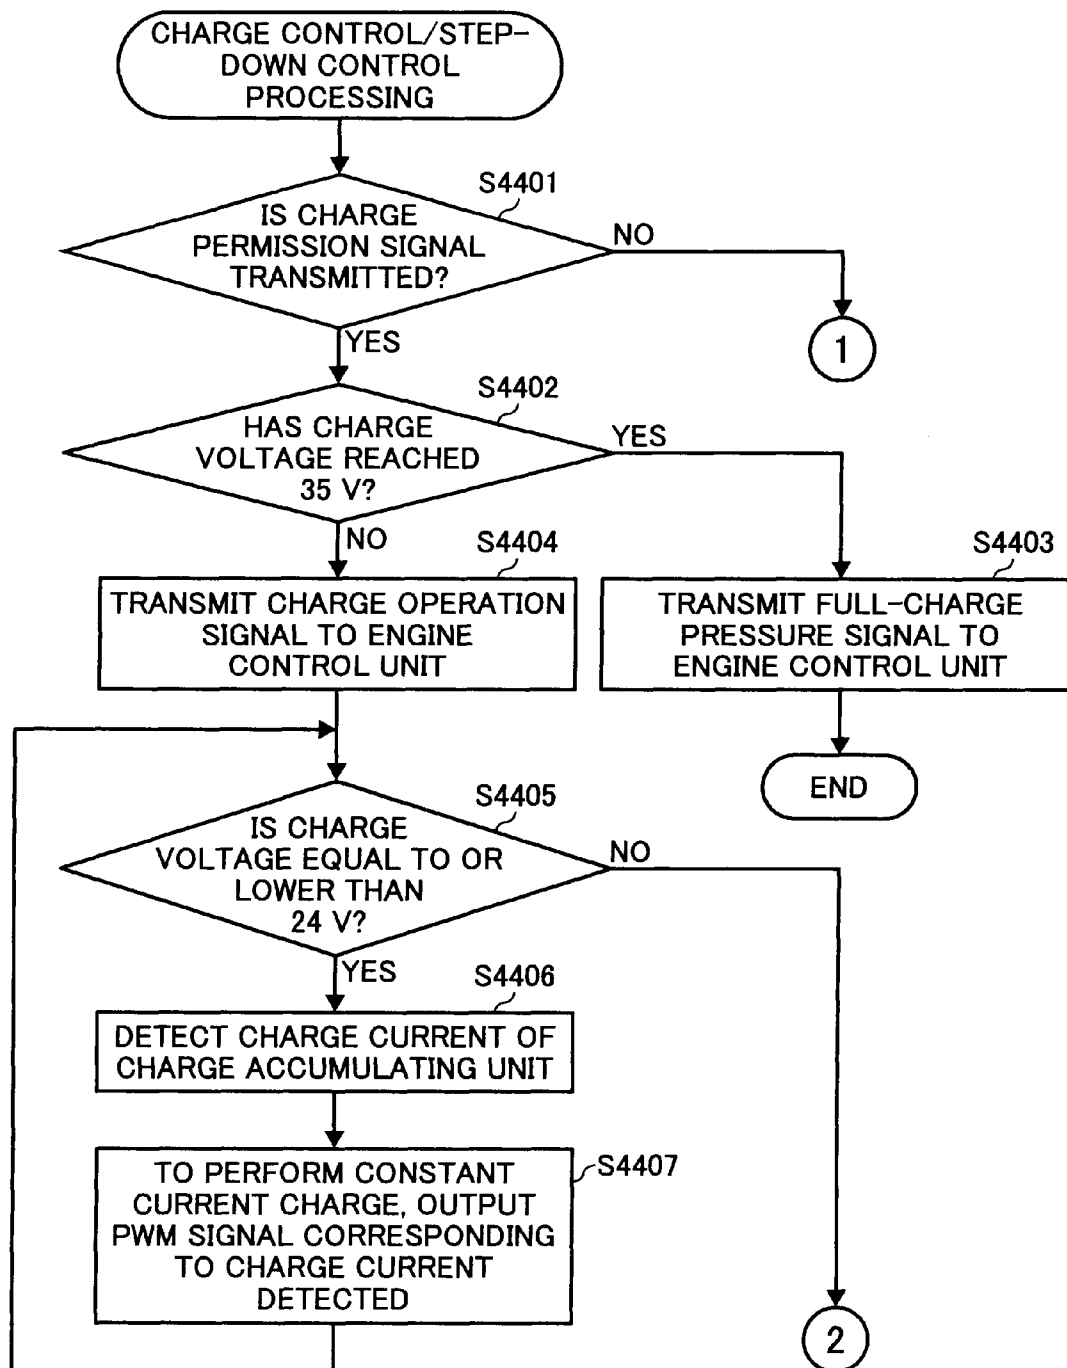 CHARGE CONTROL/STEP-
DOWN CONTROL
PROCESSING
S4401
IS CHARGE
PERMISSION SIGNAL
TRANSMITTED?
NO
1
YES
S4402
HAS CHARGE
VOLTAGE REACHED
35 V?
YES
NO
S4404
TRANSMIT CHARGE OPERATION
SIGNAL TO ENGINE
CONTROL UNIT
S4403
TRANSMIT FULL-CHARGE
PRESSURE SIGNAL TO
ENGINE CONTROL UNIT
END
S4405
IS CHARGE
VOLTAGE EQUAL TO OR
LOWER THAN
24 V?
NO
YES
S4406
DETECT CHARGE CURRENT OF
CHARGE ACCUMULATING UNIT
S4407
TO PERFORM CONSTANT
CURRENT CHARGE, OUTPUT
PWM SIGNAL CORRESPONDING
TO CHARGE CURRENT
DETECTED
2